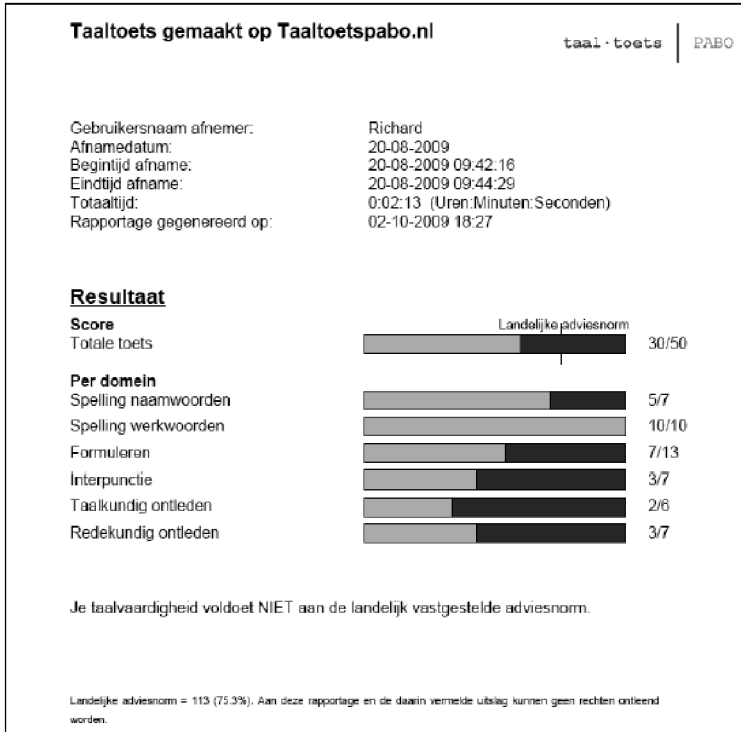 Taaltoets gemaakt op Taaltoetspabo.nl
taal·toets PABO
Gebruikersnaam afnemer: Richard
Afnamedatum: 20-08-2009
Begintijd afname: 20-08-2009 09:42:16
Eindtijd afname: 20-08-2009 09:44:29
Totaaltijd: 0:02:13 (Uren:Minuten:Seconden)
Rapportage gegenereerd op: 02-10-2009 18:27
Resultaat
Score Landelijke adviesnorm
Totale toets 30/50
Per domein
Spelling naamwoorden 5/7
Spelling werkwoorden 10/10
Formuleren 7/13
Interpunctie 3/7
Taalkundig ontleden 2/6
Redekundig ontleden 3/7
Je taalvaardigheid voldoet NIET aan de landelijk vastgestelde adviesnorm.
Landelijke adviesnorm = 113 (75.3%). Aan deze rapportage en de daarin vermelde uitslag kunnen geen rechten ontleend
worden.